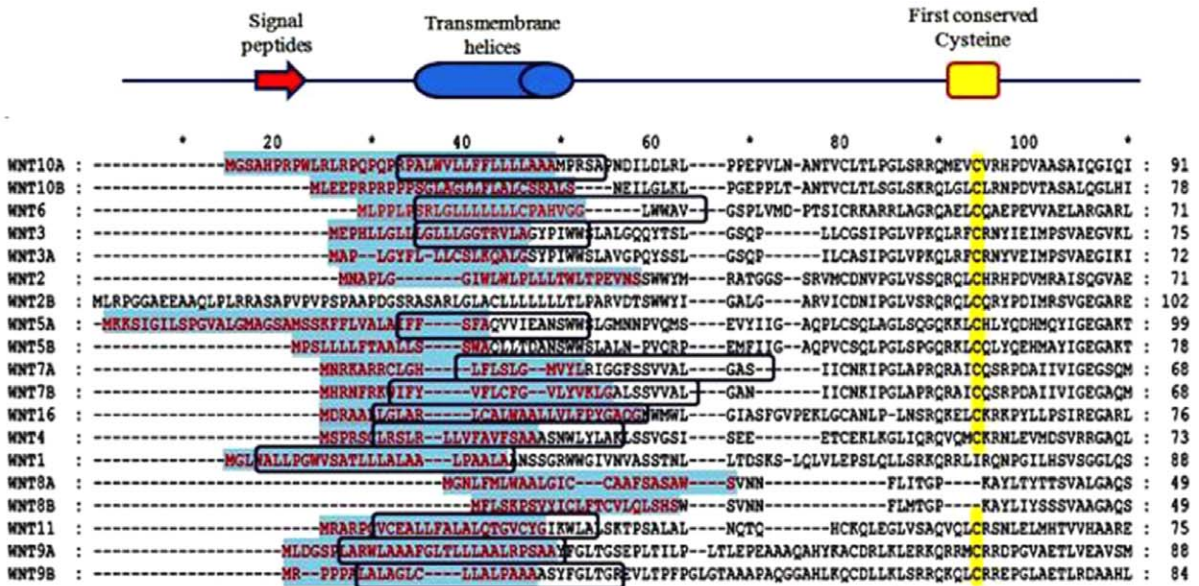 Signal
peptides
Transmembrane
helices
First conserved
Cysteine
* 20 * 40 * 60 * 80 * 100 *
WNT10A : ---------------MGSAHPRPWLRLRPQPQPRPALWVLLFFLLLLAAAMPRSAPNDILDLRL----PPEPVLN-ANTVCLTLPGLSRRQMEVCVRHPDVAASAIQGIQI : 91
WNT10B : ------------------------MLEEPRPRPPPSGLAGLLFLALCSRALS----NEILGLKL----PGEPPLT-ANTVCLTLSGLSKRQLGLCLRNPDVTASALQGLHI : 78
WNT6 : -----------------------------MLPPLPSRLGLLLLLLLCPAHVGG------LWWAV----GSPLVMD-PTSICRKARRLAGRQAELCQAEPEVVAELARGARL : 71
WNT3 : --------------------------MEPHLLGLLLGLLLGGTRVLAGYPIWWSLALGQQYTSL----GSQP------LLCGSIPGLVPKQLRFCRNYIEIMPSVAEGVKL : 75
WNT3A : --------------------------MAP--LGYFL-LLCSLKQALGSYPIWWSLAVGPQYSSL----GSQP------ILCASIPGLVPKQLRFCRNYVEIMPSVAEGIKI : 72
WNT2 : ---------------------------MNAPLG------GIWLWLPLLLTWLTPEVNSSWWYM----RATGGS--SRVMCDNVPGLVSSQRQLCHRHPDVMRAISQGVAE : 71
WNT2B : MLRPGGAEEAAQLPLRRASAPVPVPSPAAPDGSRASARLGLACLLLLLLLTLPARVDTSWWYI----GALG----ARVICDNIPGLVSRQRQLCQRYPDIMRSVGEGARE : 102
WNT5A : -MKKSIGILSPGVALGMAGSAMSSKFFLVALAIFF----SFAQVVIEANSWWSLGMNNPVQMS----EVYIIG--AQPLCSQLAGLSQGQKKLCHLYQDHMQYIGEGAKT : 99
WNT5B : ---------------------MPSLLLLFTAALLS----SNAQLLTDANSWWSLALN-PVQRP----EMFIIG--AQPVCSQLPGLSPGQRKLCQLYQEHMAYIGEGAKT : 78
WNT7A : ------------------------MNRKARRCLGH----LFLSLG--MVYLRIGGFSSVVAL----GAS------IICNKIPGLAPRQRAICQSRPDAIIVIGEGSQM : 68
WNT7B : ------------------------MHRNFRKWIFY----VFLCFG--VLYVKLGALSSVVAL----GAN------IICNKIPGLAPRQRAICQSRPDAIIVIGEGAQM : 68
WNT16 : ------------------------MDRAALLGLAR----LCALWAALLVLFPYGAQGNWMWL----GIASFGVPEKLGCANLP-LNSRQKELCKRKPYLLPSIREGARL : 76
WNT4 : ------------------------MSPRSCLRSLR---LLVFAVFSAAASNWLYLAKLSSVGSI----SEE-------ETCEKLKGLIQRQVQMCKRNLEVMDSVRRGAQL : 73
WNT1 : --------------MGLWALLPGWVSATLLLALAA---LPAALAANSSGRWWGIVNVASSTNL----LTDSKS-LQLVLEPSLQLLSRKQRRLIRQNPGILHSVSGGLQS : 88
WNT8A : -------------------------------------MGNLFMLWAALGIC---CAAFSASAW----SVNN-------------FLITGP----KAYLTYTTSVALGAQS : 49
WNT8B : ----------------------------------------MFLSKPSVYICLFTCVLQLSHSW----SVNN-------------FLMTGP----KAYLIYSSSVAAGAQS : 49
WNT11 : ------------------------MRARPQVCEALLFALALQTGVCYGIKWLALSKTPSALAL----NQTQ-----HCKQLEGLVSAQVQLCRSNLELMHTVVHAARE : 75
WNT9A : --------------------MLDGSPLARWLAAAFGLTLLLAALRPSAAYFGLTGSEPLTILP--LTLEPEAAAQAHYKACDRLKLERKQRRMCRRDPGVAETLVEAVSM : 88
WNT9B : --------------------MR-PPPALALAGLC----LLALPAAAASYFGLTGREVLTPFPGLGTAAAPAQGGAHLKQCDLLKLSRRQKQLCRREPGLAETLRDAAHL : 84